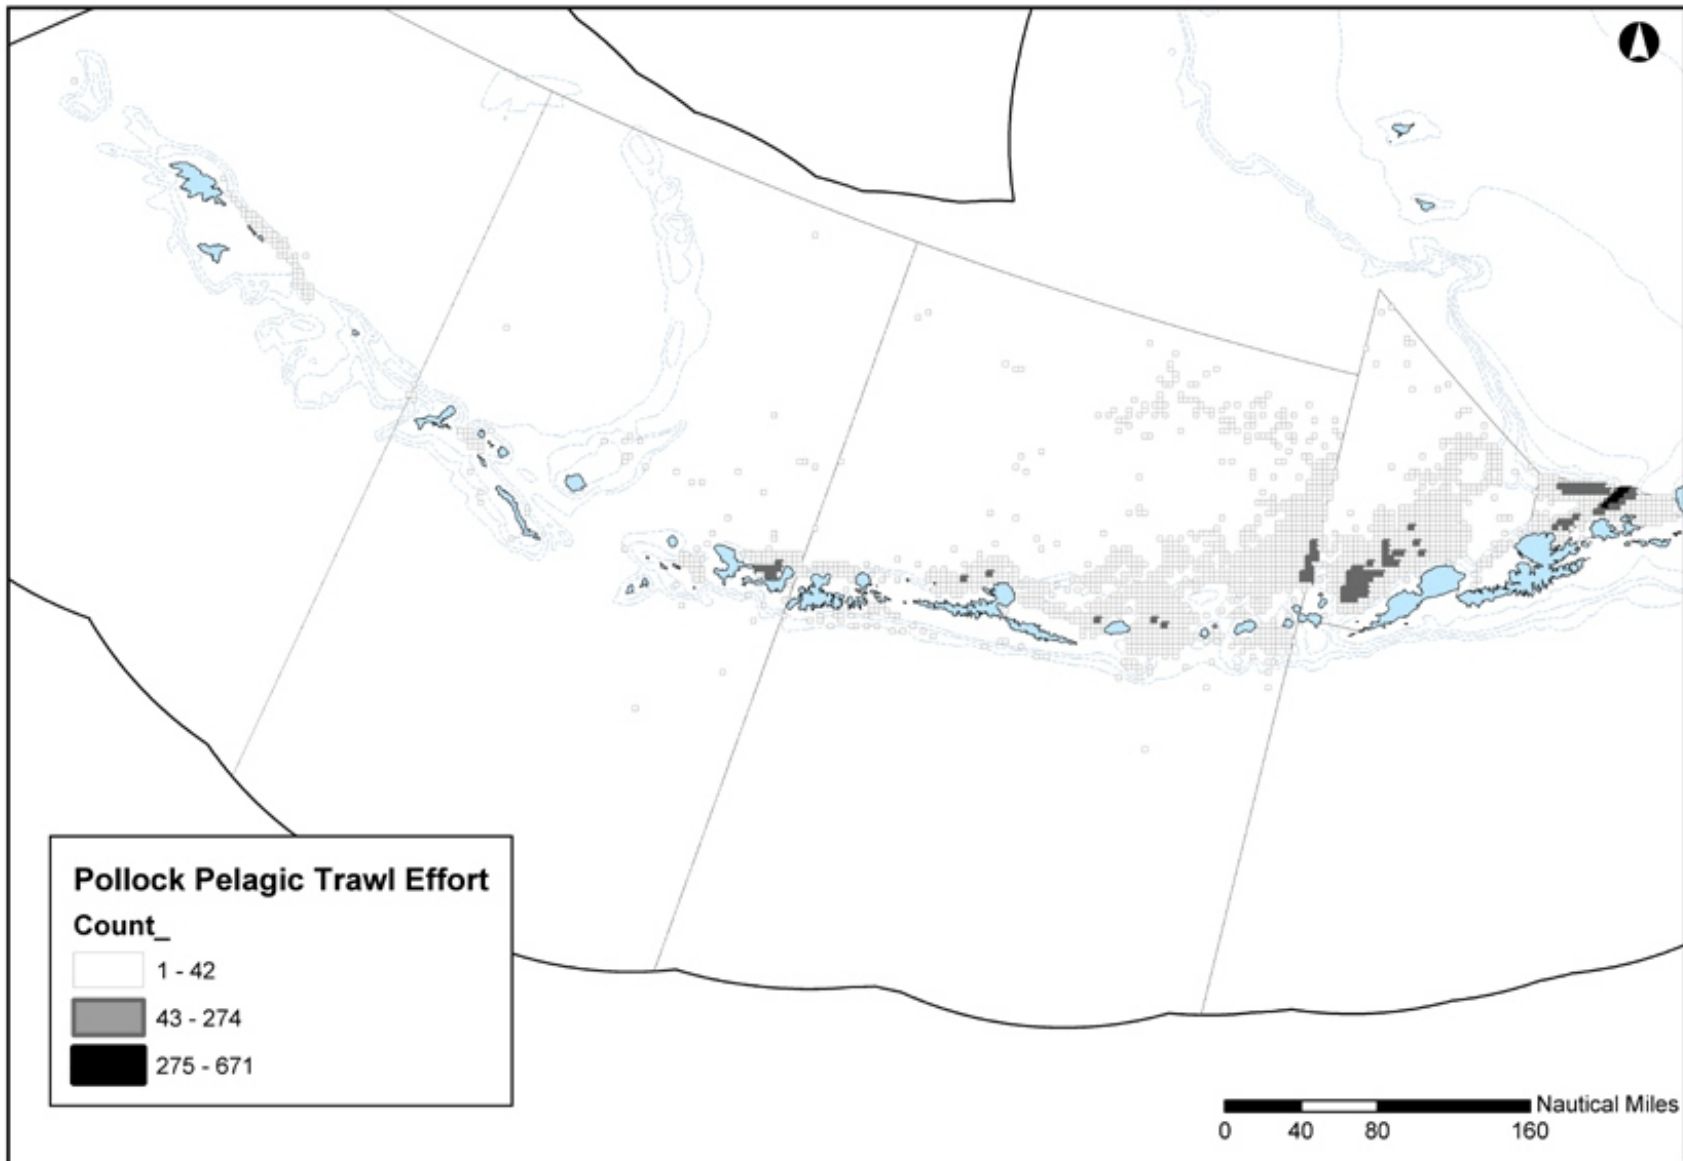 Pollock Pelagic Trawl Effort
Count_
1 - 42
43 - 274
275 - 671
Nautical Miles
0 40 80 160